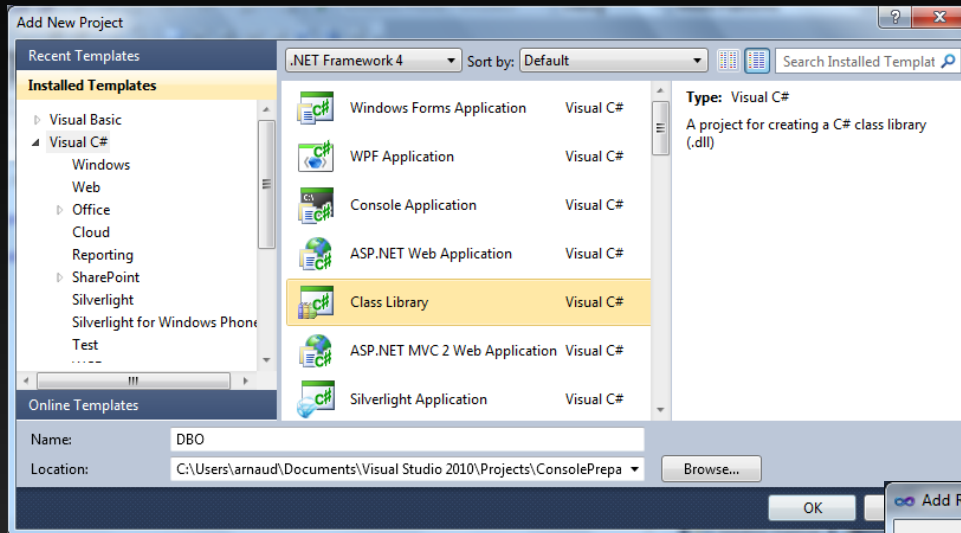 Add New Project
Recent Templates
Installed Templates
Visual Basic
Visual C#
Windows
Web
Office
Cloud
Reporting
SharePoint
Silverlight
Silverlight for Windows Phone
Test
Online Templates
.NET Framework 4
Sort by: Default
Search Installed Templat
Windows Forms Application Visual C#
WPF Application Visual C#
Console Application Visual C#
ASP.NET Web Application Visual C#
Class Library Visual C#
ASP.NET MVC 2 Web Application Visual C#
Silverlight Application Visual C#
Type: Visual C#
A project for creating a C# class library
(.dll)
Name: DBO
Location: C:\Users\arnaud\Documents\Visual Studio 2010\Projects\ConsolePrepa
Browse...
OK
Add